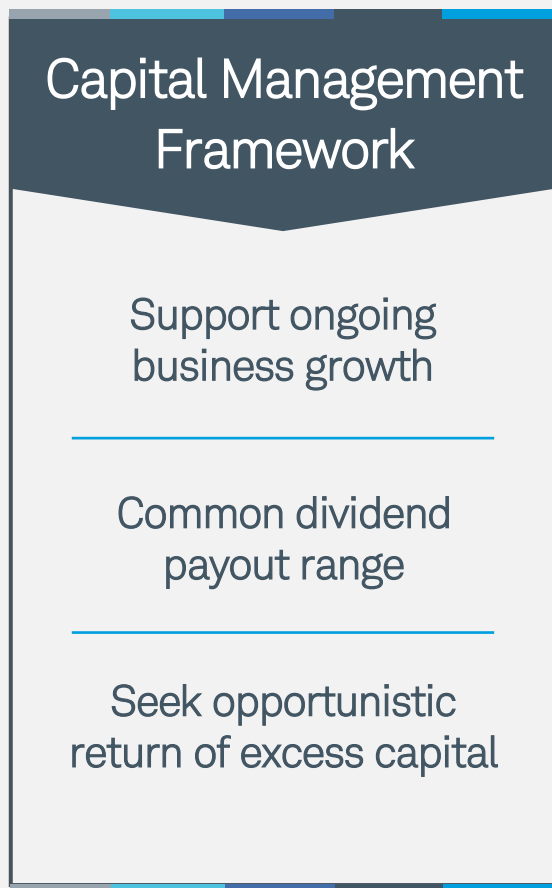 Capital Management
Framework
Support ongoing
business growth
Common dividend
payout range
Seek opportunistic
return of excess capital